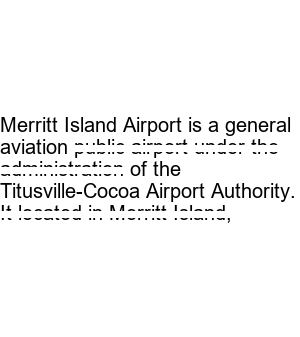 Merritt Island Airport is a general
aviation public airport under the
administration of the
Titusville-Cocoa Airport Authority.
It located in Merritt Island,